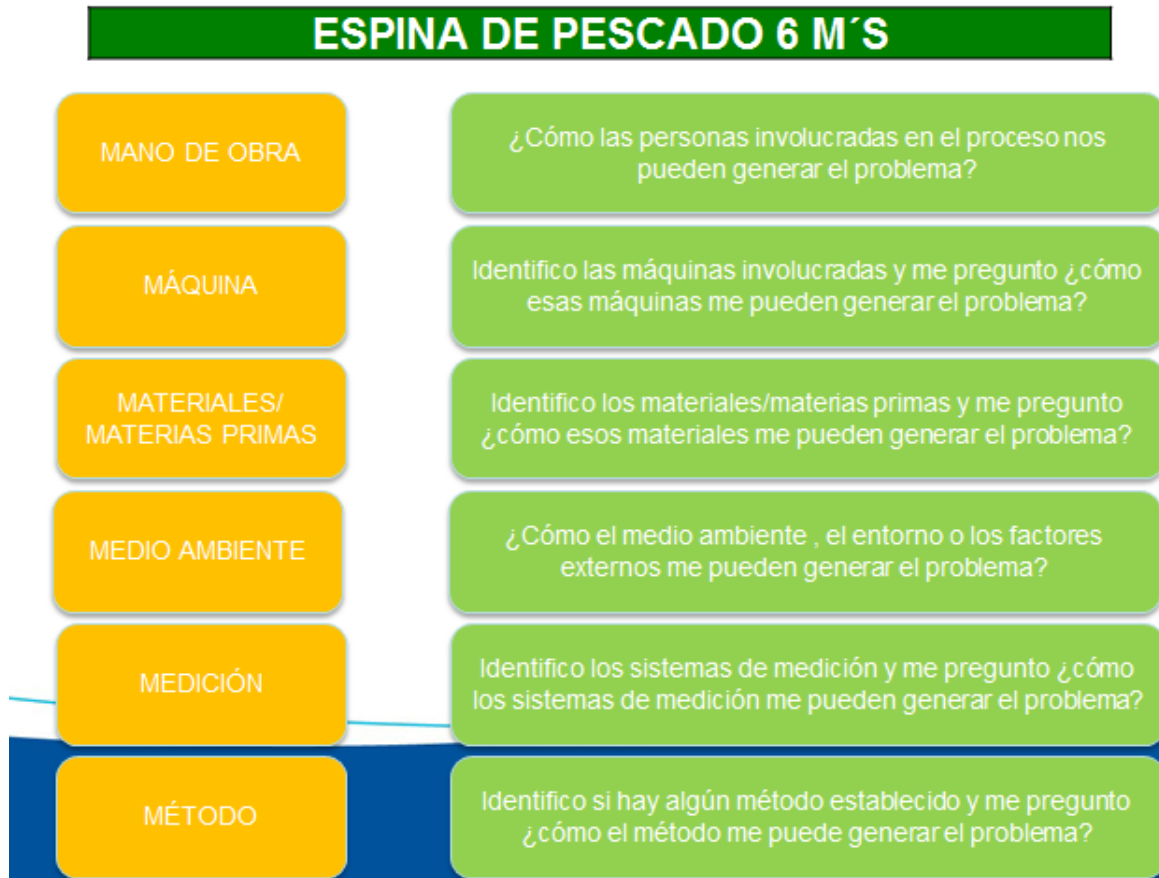 ESPINA DE PESCADO 6 M´S
MANO DE OBRA
¿Cómo las personas involucradas en el proceso nos
pueden generar el problema?
MÁQUINA
Identifico las máquinas involucradas y me pregunto ¿cómo
esas máquinas me pueden generar el problema?
MATERIALES/
MATERIAS PRIMAS
Identifico los materiales/materias primas y me pregunto
¿cómo esos materiales me pueden generar el problema?
MEDIO AMBIENTE
¿Cómo el medio ambiente , el entorno o los factores
externos me pueden generar el problema?
MEDICIÓN
Identifico los sistemas de medición y me pregunto ¿cómo
los sistemas de medición me pueden generar el problema?
MÉTODO
Identifico si hay algún método establecido y me pregunto
¿cómo el método me puede generar el problema?